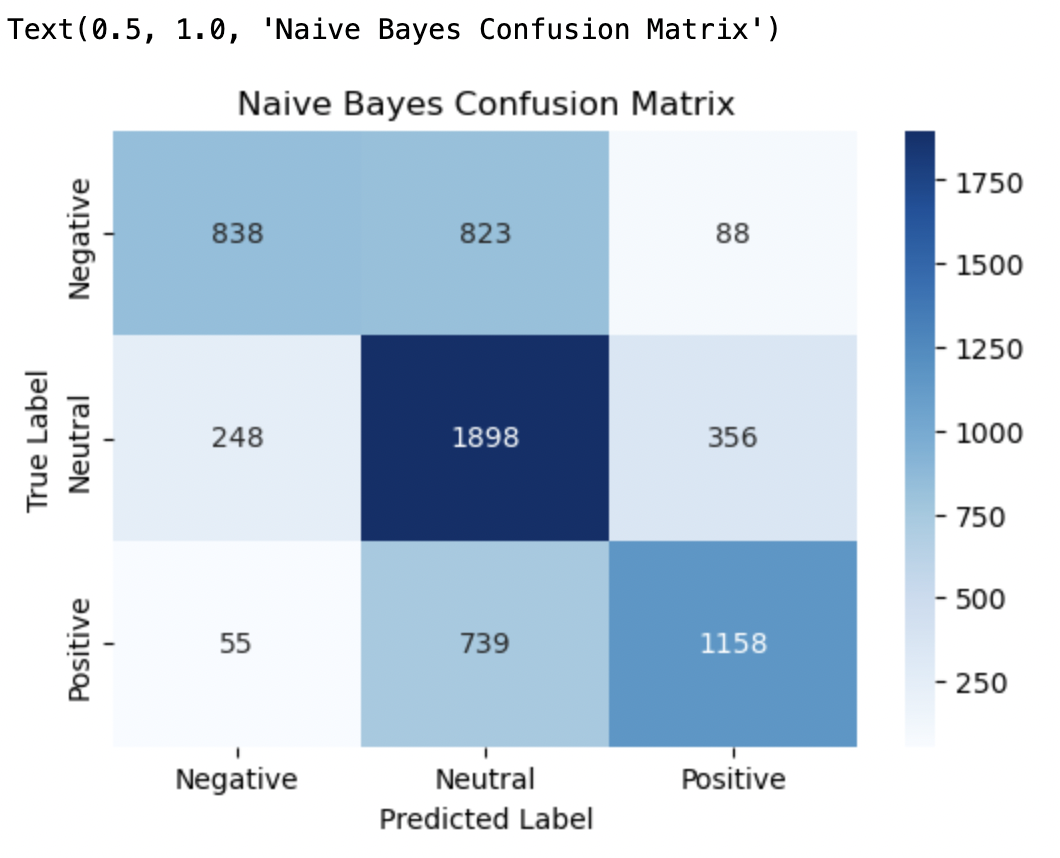 Text(0.5, 1.0, 'Naive Bayes Confusion Matrix')
Naive Bayes Confusion Matrix
True Label
Negative
838 823 88
Neutral
248 1898 356
Positive
55 739 1158
Negative Neutral Positive
Predicted Label
1750
1500
1250
1000
750
500
250